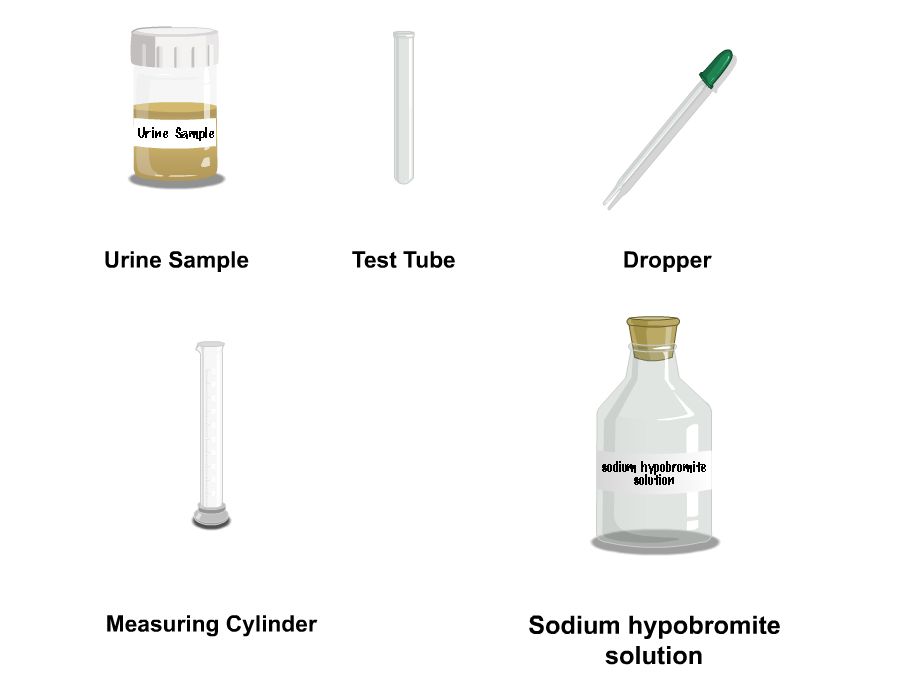 Urine Sample
Urine Sample
Test Tube
Dropper
sodium hypobromite
solution
Measuring Cylinder
Sodium hypobromite
solution